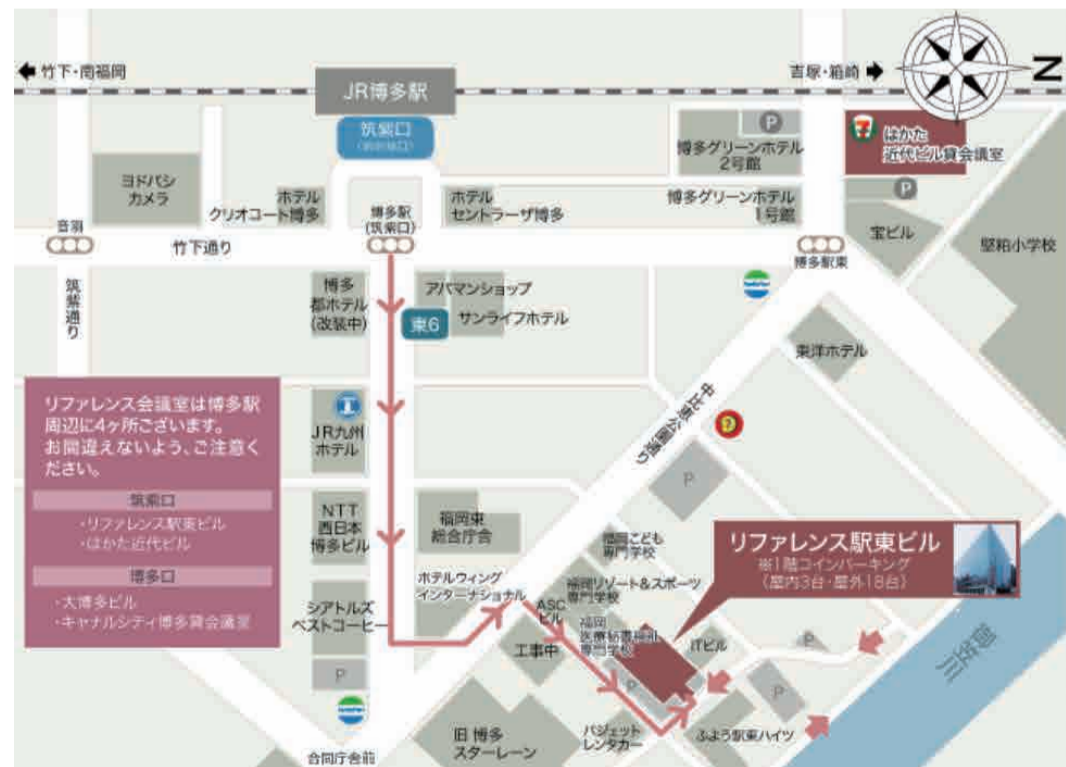 竹下・南福岡
吉塚・箱崎
N
JR博多駅
筑紫口
P
博多グリーンホテル
2号館
はかた
近代ビル貸会議室
ヨドバシ
カメラ
ホテル
クリオコート博多
博多駅
(筑紫口)
ホテル
セントラーザ博多
博多グリーンホテル
1号館
P
宝ビル
堅粕小学校
音羽
竹下通り
博多駅東
筑紫通り
博多
都ホテル
(改装中)
アパマンショップ
東6
サンライフホテル
東洋ホテル
リファレンス会議室は博多駅
周辺に4ヶ所ございます。
お間違えないよう、ご注意く
ださい。
筑紫口
・リファレンス駅東ビル
・はかた近代ビル
博多口
・大博多ビル
・キャナルシティ博多貸会議室
JR九州
ホテル
中比恵公園通り
P
NTT
西日本
博多ビル
福岡東
総合庁舎
福岡こども
専門学校
リファレンス駅東ビル
※1階コインパーキング
(屋内3台・屋外18台)
ホテルウィング
インターナショナル
福岡リゾート&スポーツ
専門学校
シアトルズ
ベストコーヒー
ASC
ビル
福岡
医療秘書福祉
専門学校
工事中
ITビル
P
P
P
P
旧 博多
スターレーン
バジェット
レンタカー
ふよう駅東ハイツ
合同庁舎前